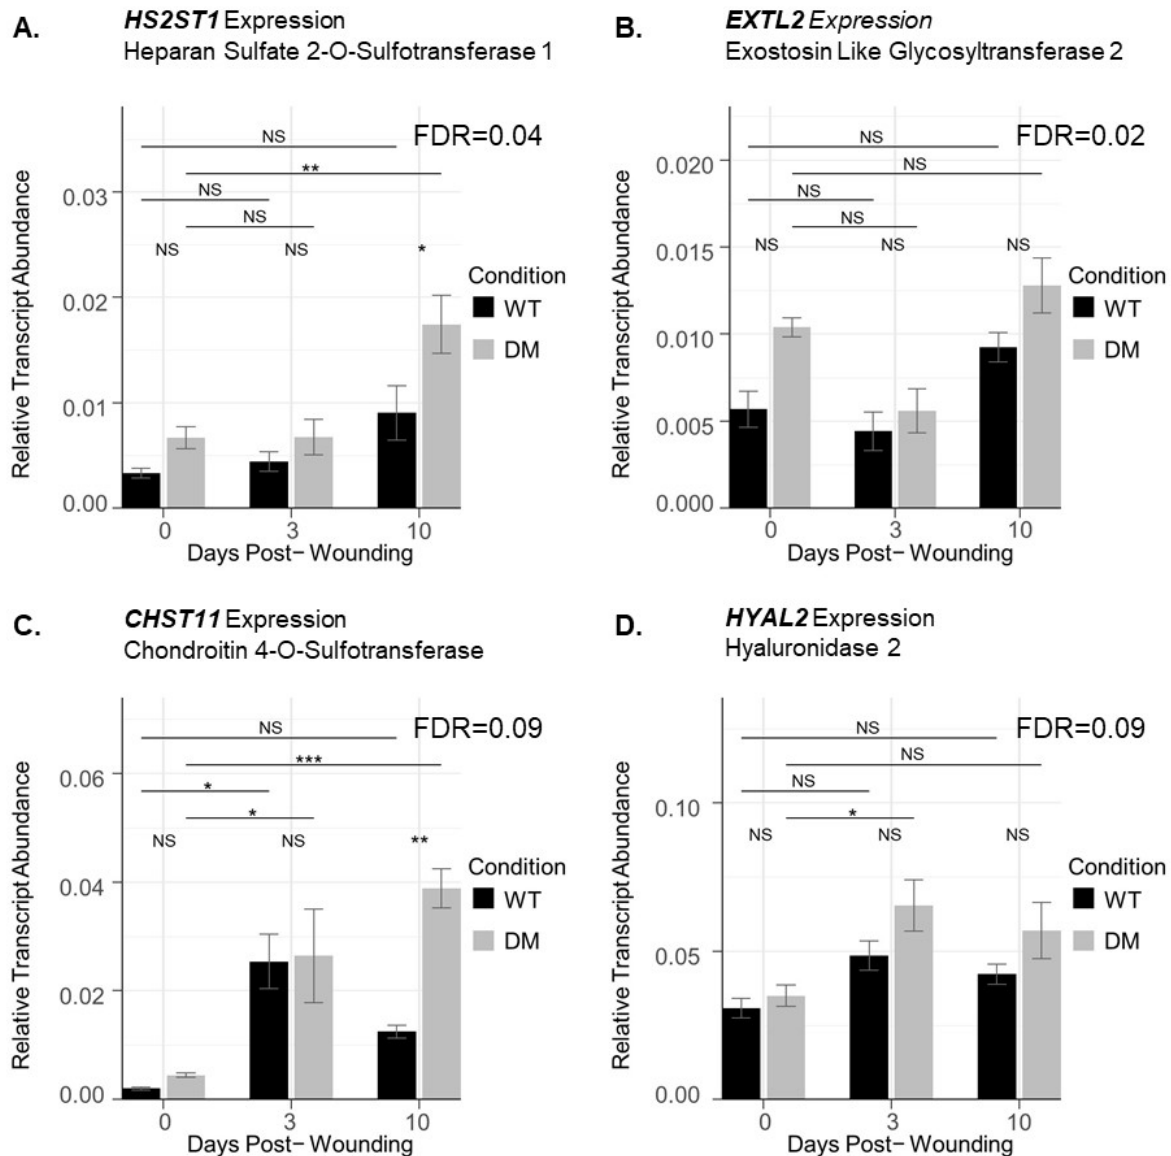 A.
HS2ST1 Expression
Heparan Sulfate 2-O-Sulfotransferase 1
FDR=0.04
NS
**
NS
NS
NS
NS
*
Relative Transcript Abundance
0.03
0.02
0.01
0.00
0
3
10
Days Post– Wounding
Condition
WT
DM
B.
EXTL2 Expression
Exostosin Like Glycosyltransferase 2
FDR=0.02
NS
NS
NS
NS
NS
NS
NS
Relative Transcript Abundance
0.020
0.015
0.010
0.005
0.000
0
3
10
Days Post– Wounding
Condition
WT
DM
C.
CHST11 Expression
Chondroitin 4-O-Sulfotransferase
FDR=0.09
NS
***
*
*
NS
NS
**
Relative Transcript Abundance
0.06
0.04
0.02
0.00
0
3
10
Days Post– Wounding
Condition
WT
DM
D.
HYAL2 Expression
Hyaluronidase 2
FDR=0.09
NS
NS
NS
*
NS
NS
NS
Relative Transcript Abundance
0.10
0.05
0.00
0
3
10
Days Post– Wounding
Condition
WT
DM